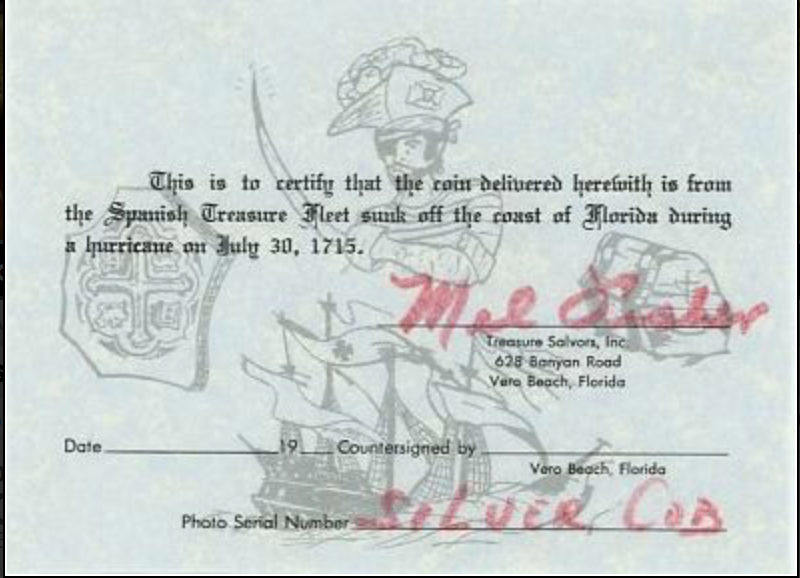 This is to certify that the coin delivered herewith is from
the Spanish Treasure Fleet sunk off the coast of Florida during
a hurricane on July 30, 1715.
Mel Fisher
Treasure Salvors, Inc.
628 Banyan Road
Vero Beach, Florida
Date 19 Countersigned by
Vero Beach, Florida
Photo Serial Number SILVER COB